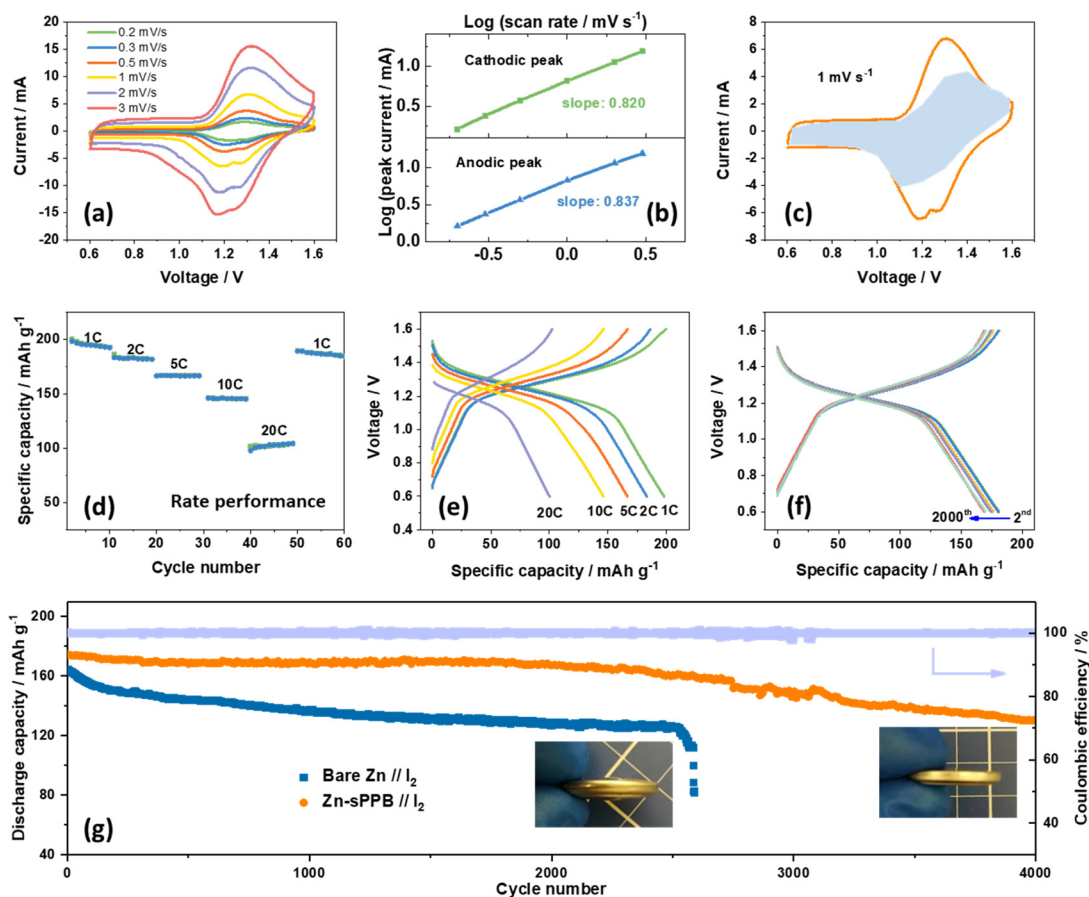 0.2 mV/s
0.3 mV/s
0.5 mV/s
1 mV/s
2 mV/s
3 mV/s
Current / mA
20
15
10
5
0
-5
-10
-15
-20
(a)
0.6 0.8 1.0 1.2 1.4 1.6
Voltage / V
Log (scan rate / mV s⁻¹)
Log (peak current / mA)
1.0
0.5
Cathodic peak
slope: 0.820
1.0
0.5
0.0
Anodic peak
slope: 0.837
(b)
-0.5 0.0 0.5
Current / mA
8
6
4
2
0
-2
-4
-6
-8
1 mV s⁻¹
(c)
0.6 0.8 1.0 1.2 1.4 1.6
Voltage / V
Specific capacity / mAh g⁻¹
200
150
100
50
1C
2C
5C
10C
20C
1C
(d)
Rate performance
10 20 30 40 50 60
Cycle number
Voltage / V
1.6
1.4
1.2
1.0
0.8
0.6
0.4
(e)
20C 10C 5C 2C 1C
0 50 100 150 200
Specific capacity / mAh g⁻¹
Voltage / V
1.6
1.4
1.2
1.0
0.8
0.6
(f)
2000th 2nd
0 50 100 150 200
Specific capacity / mAh g⁻¹
Discharge capacity / mAh g⁻¹
200
160
120
80
40
Bare Zn // I₂
Zn-sPPB // I₂
(g)
Coulombic efficiency / %
100
80
60
40
0 1000 2000 3000 4000
Cycle number